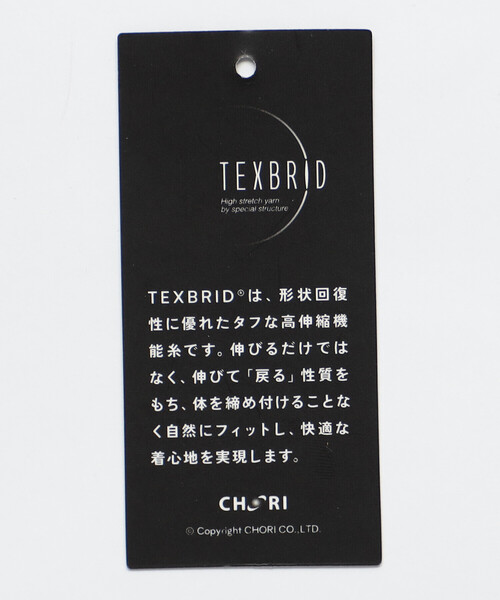 TEXBRID
High stretch yarn
by special structure
TEXBRID®は、形状回復
性に優れたタフな高伸縮機
能糸です。伸びるだけでは
なく、伸びて「戻る」性質を
もち、体を締め付けることな
く自然にフィットし、快適な
着心地を実現します。
CHORI
© Copyright CHORI CO.,LTD.